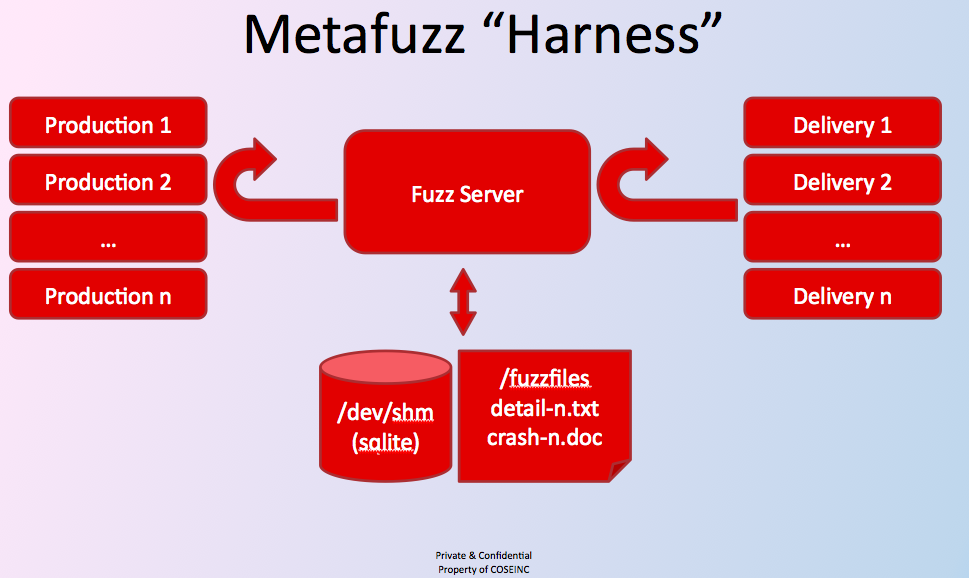 Metafuzz “Harness”
Production 1
Production 2
...
Production n
Fuzz Server
Delivery 1
Delivery 2
...
Delivery n
/dev/shm
(sqlite)
/fuzzfiles
detail-n.txt
crash-n.doc
Private & Confidential
Property of COSEINC